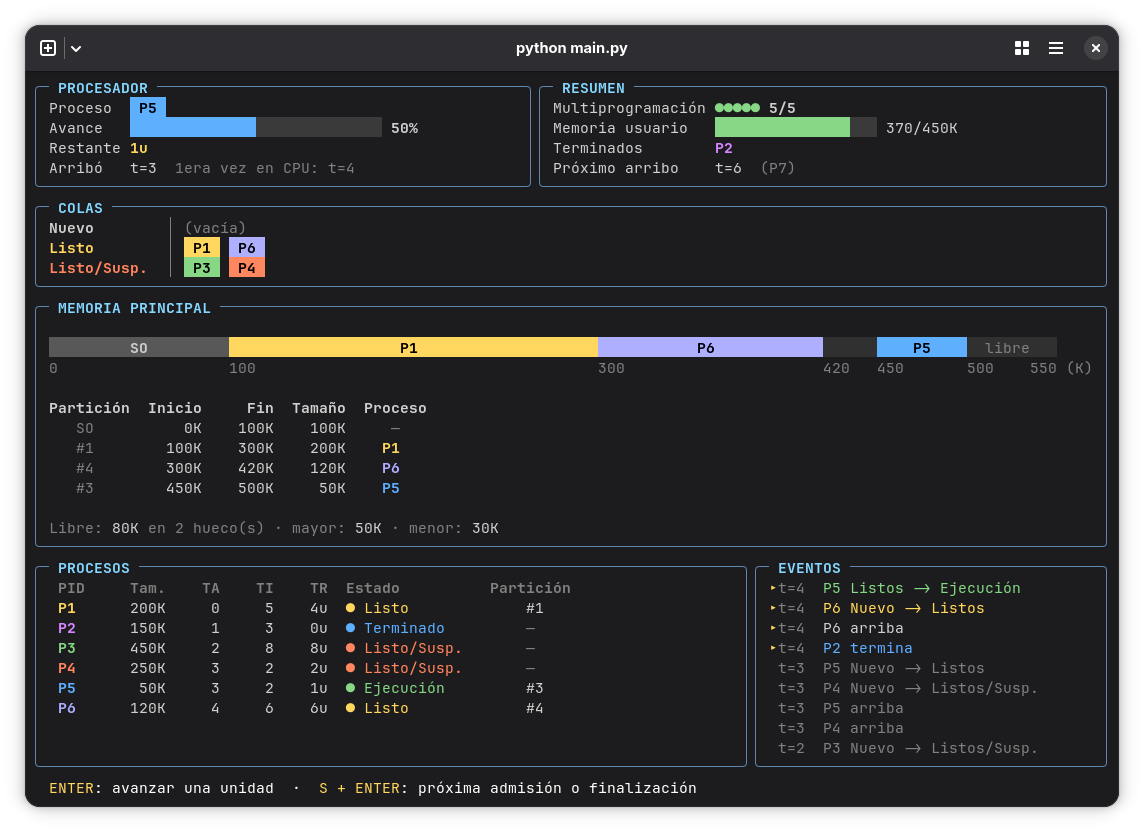 python main.py
PROCESADOR
Proceso P5
Avance 50%
Restante 1u
Arribó t=3 1era vez en CPU: t=4
RESUMEN
Multiprogramación ●●●●● 5/5
Memoria usuario 370/450K
Terminados P2
Próximo arribo t=6 (P7)
COLAS
Nuevo (vacía)
Listo P1 P6
Listo/Susp. P3 P4
MEMORIA PRINCIPAL
SO P1 P6 P5 libre
0 100 300 420 450 500 550 (K)
Partición Inicio Fin Tamaño Proceso
SO 0K 100K 100K —
#1 100K 300K 200K P1
#4 300K 420K 120K P6
#3 450K 500K 50K P5
Libre: 80K en 2 hueco(s) · mayor: 50K · menor: 30K
PROCESOS
PID Tam. TA TI TR Estado Partición
P1 200K 0 5 4u ● Listo #1
P2 150K 1 3 0u ● Terminado —
P3 450K 2 8 8u ● Listo/Susp. —
P4 250K 3 2 2u ● Listo/Susp. —
P5 50K 3 2 1u ● Ejecución #3
P6 120K 4 6 6u ● Listo #4
EVENTOS
▸t=4 P5 Listos → Ejecución
▸t=4 P6 Nuevo → Listos
▸t=4 P6 arriba
▸t=4 P2 termina
t=3 P5 Nuevo → Listos
t=3 P4 Nuevo → Listos/Susp.
t=3 P5 arriba
t=3 P4 arriba
t=2 P3 Nuevo → Listos/Susp.
ENTER: avanzar una unidad · S + ENTER: próxima admisión o finalización